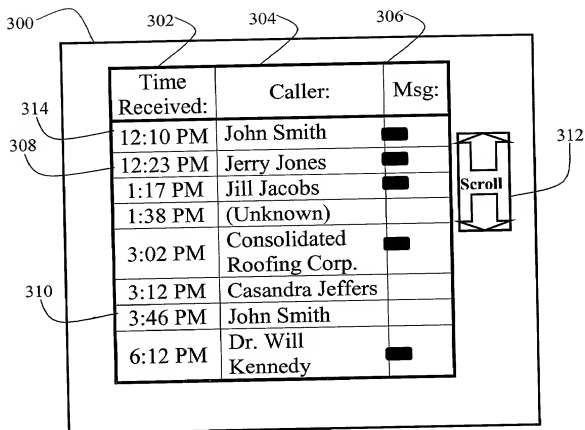 300
302
304
306
Time Received:
Caller:
Msg:
314
12:10 PM John Smith
308
12:23 PM Jerry Jones
312
1:17 PM Jill Jacobs
Scroll
1:38 PM (Unknown)
3:02 PM Consolidated
Roofing Corp.
310
3:12 PM Casandra Jeffers
3:46 PM John Smith
6:12 PM Dr. Will
Kennedy